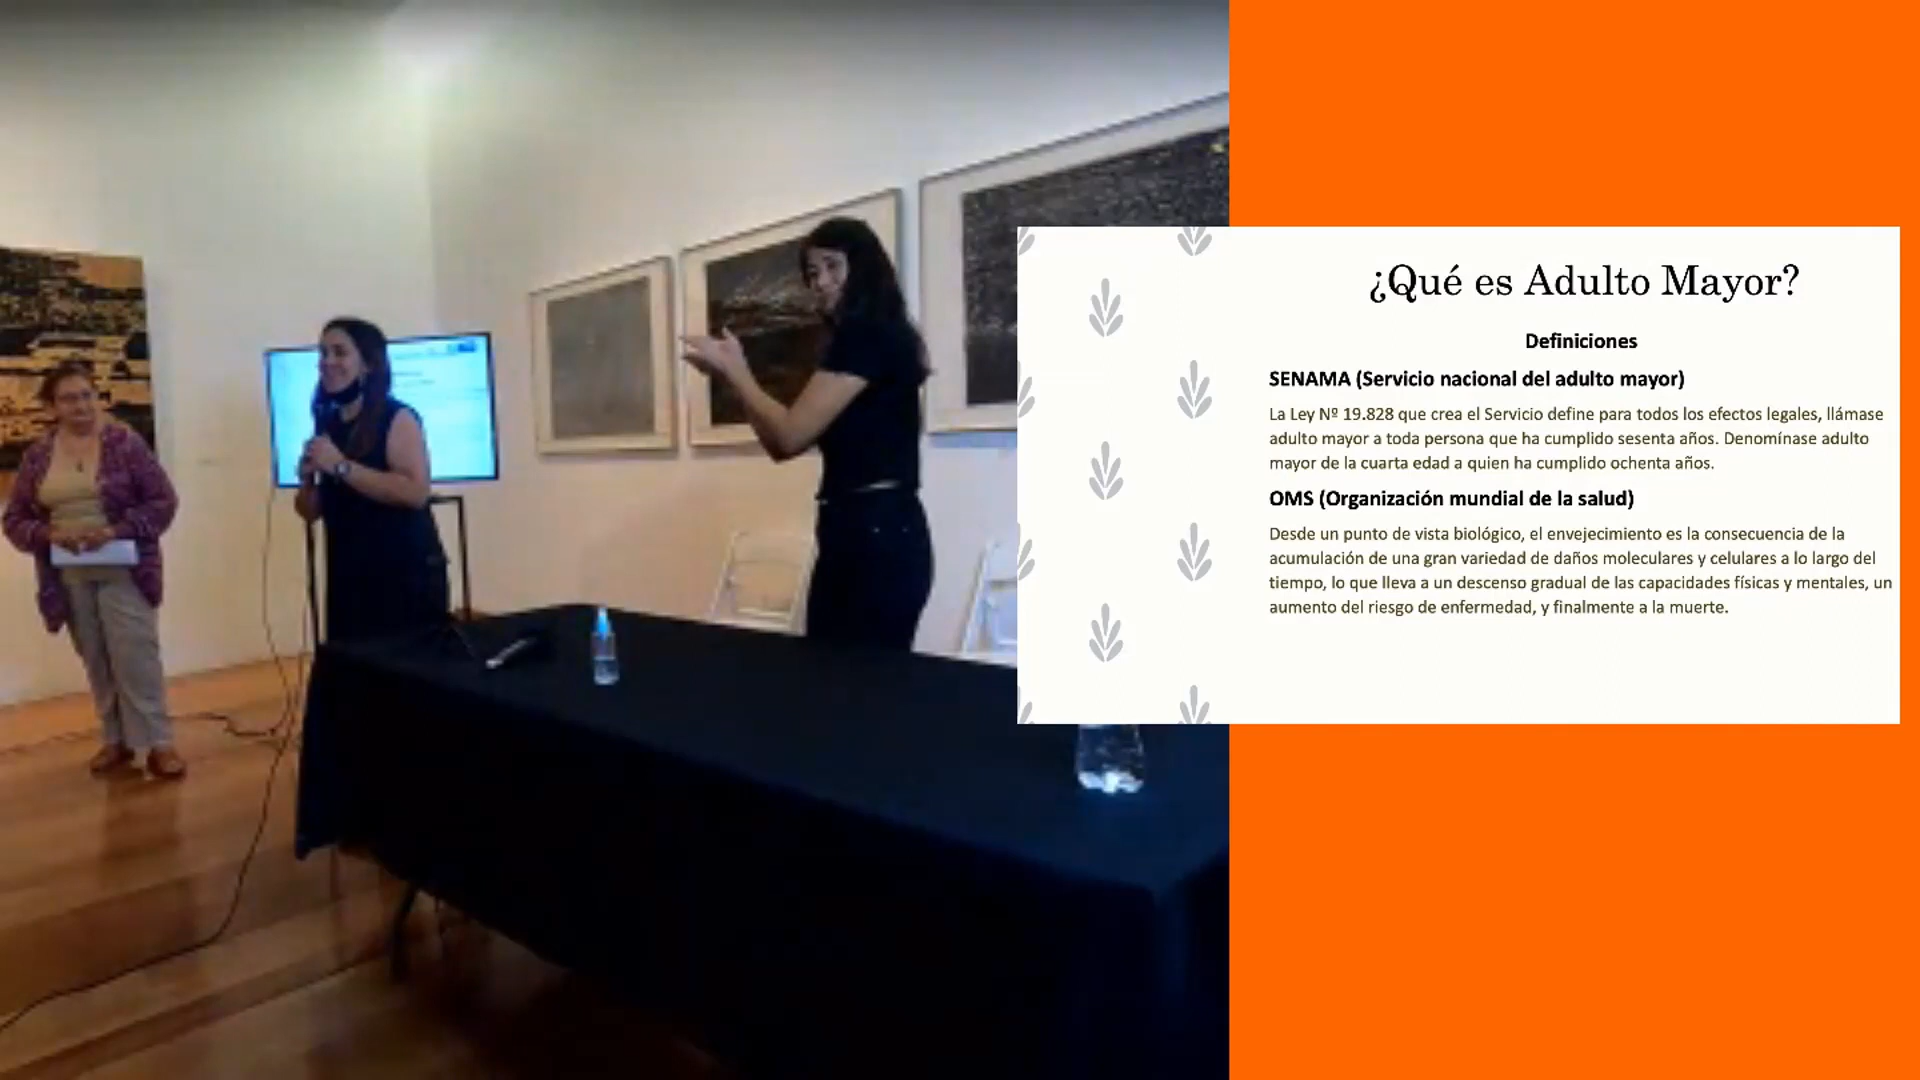 ¿Qué es Adulto Mayor?
Definiciones
SENAMA (Servicio nacional del adulto mayor)
La Ley Nº 19.828 que crea el Servicio define para todos los efectos legales, llámase
adulto mayor a toda persona que ha cumplido sesenta años. Denomínase adulto
mayor de la cuarta edad a quien ha cumplido ochenta años.
OMS (Organización mundial de la salud)
Desde un punto de vista biológico, el envejecimiento es la consecuencia de la
acumulación de una gran variedad de daños moleculares y celulares a lo largo del
tiempo, lo que lleva a un descenso gradual de las capacidades físicas y mentales, un
aumento del riesgo de enfermedad, y finalmente a la muerte.